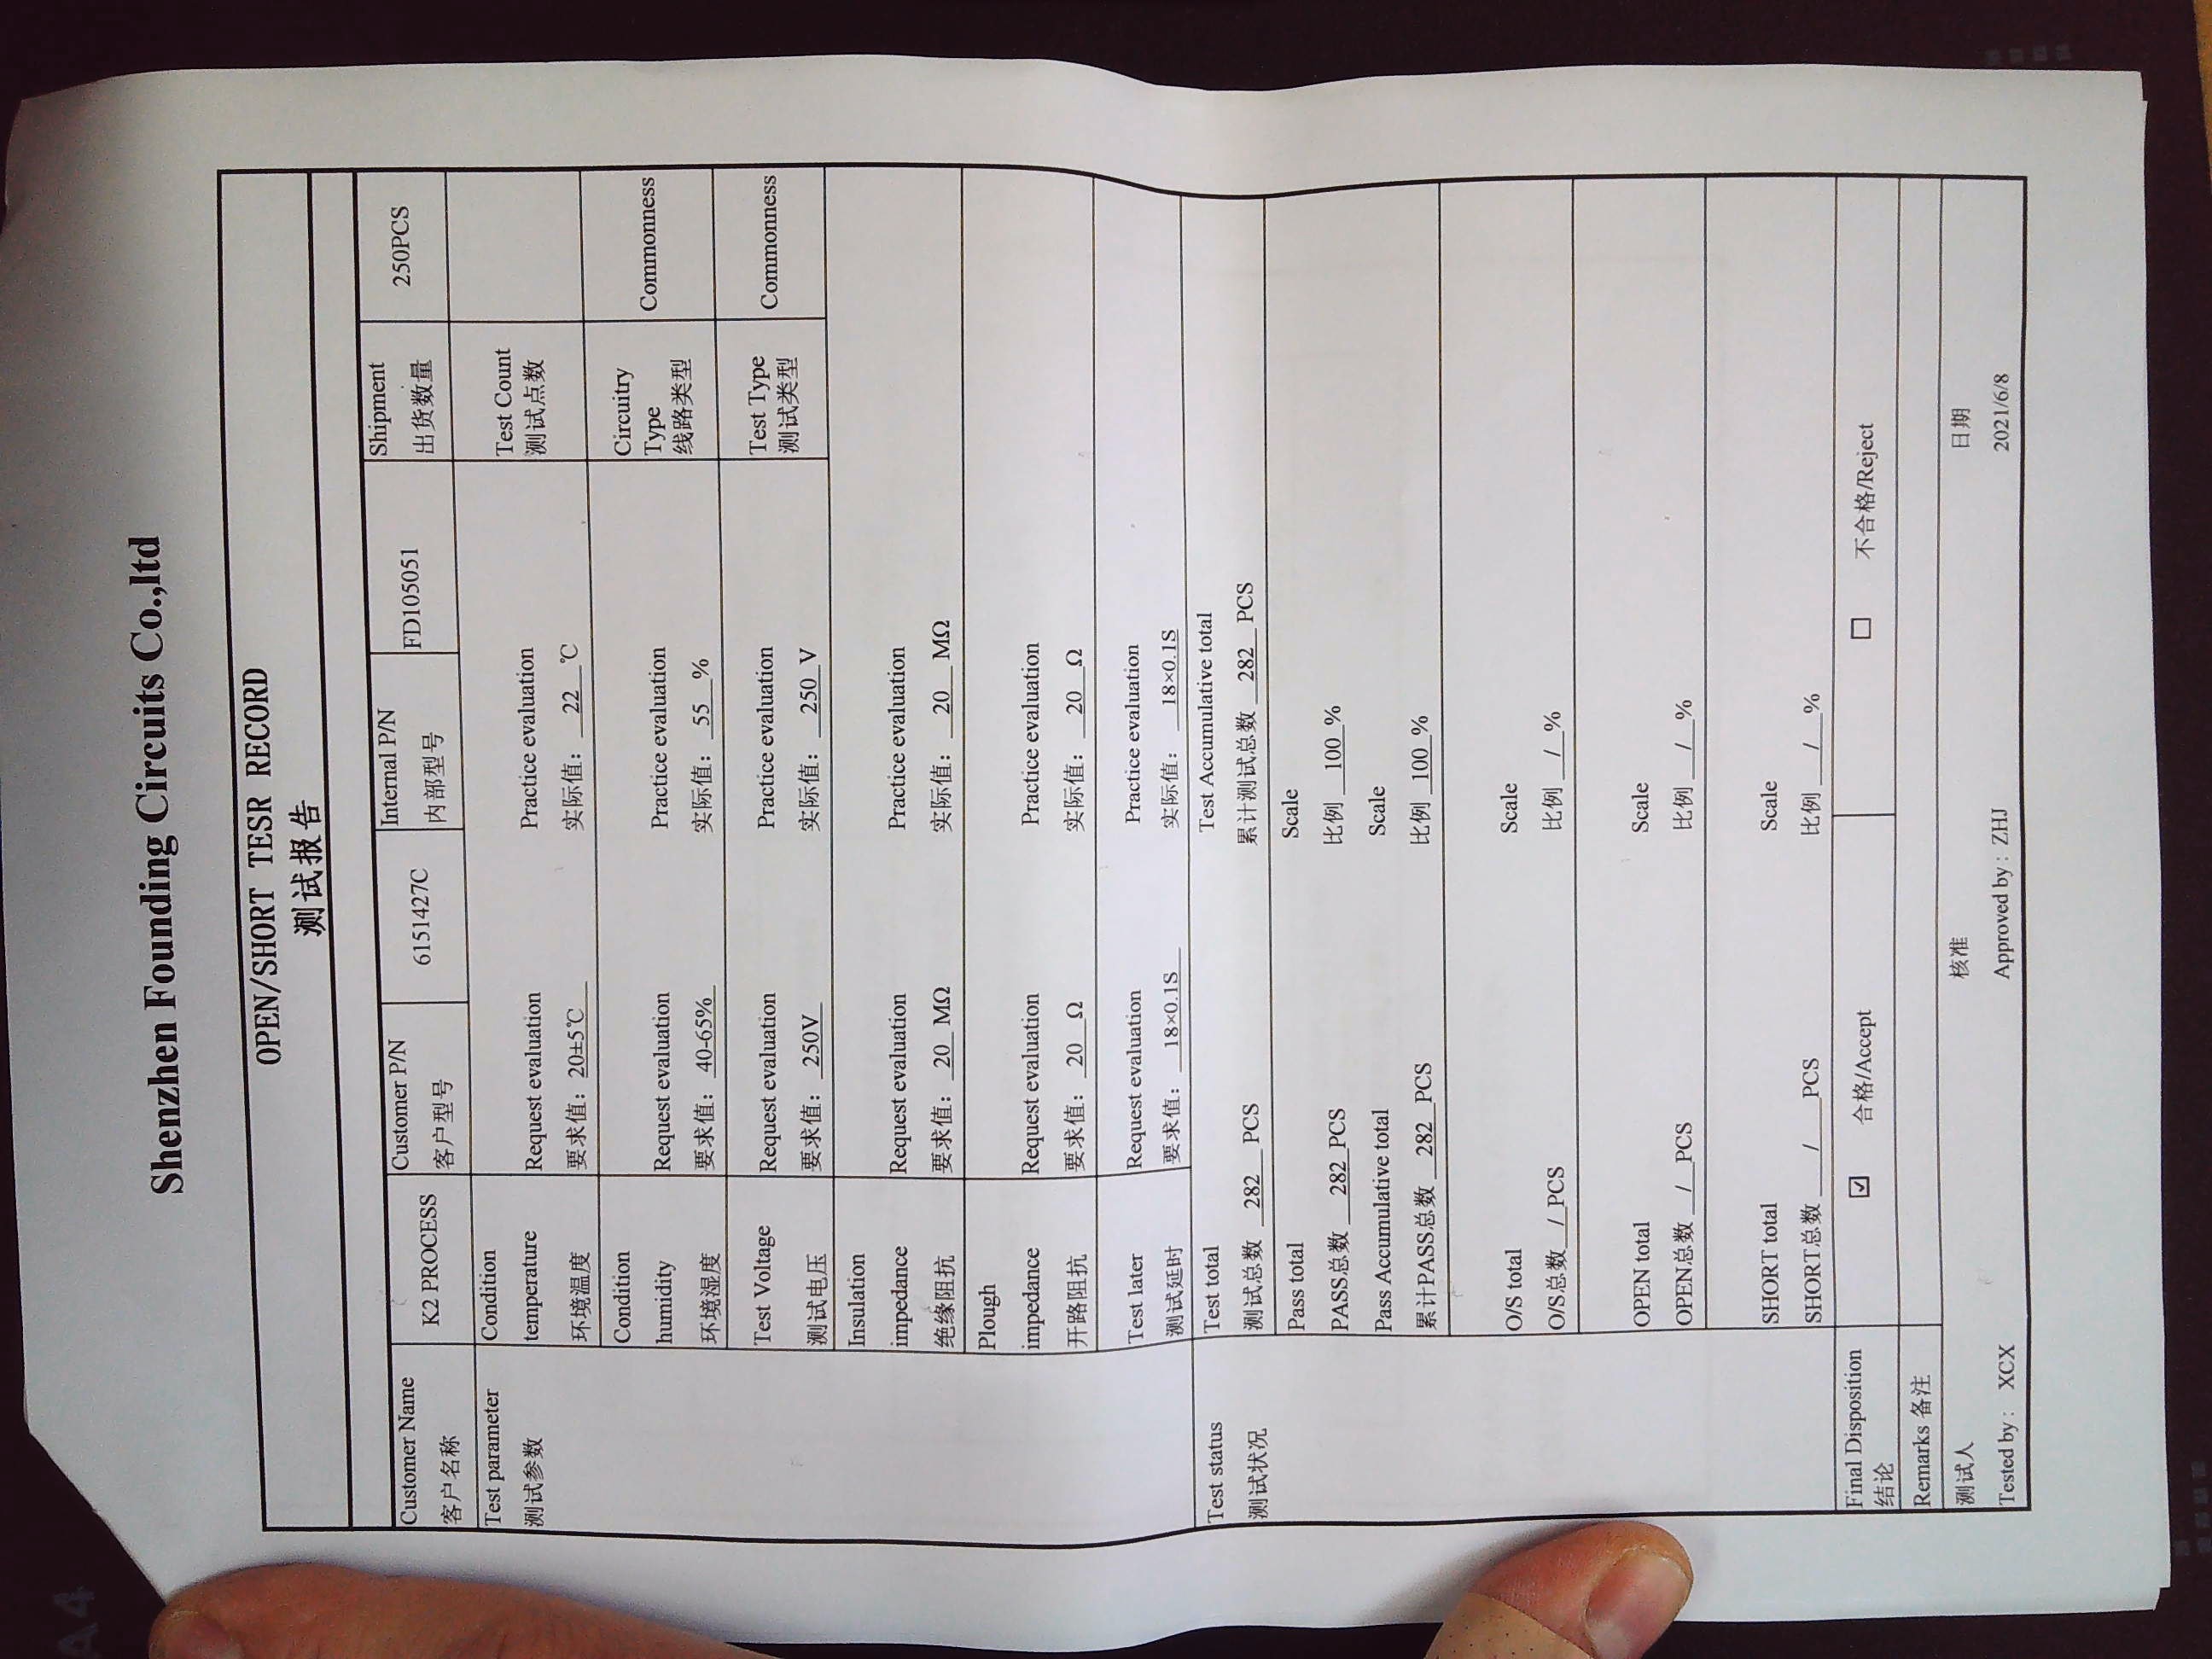 Shenzhen Founding Circuits Co.,ltd
OPEN/SHORT TESR RECORD
测试报告
Customer Name
客户名称
K2 PROCESS
Customer P/N
客户型号
6151427C
Internal P/N
内部型号
FD105051
Shipment
出货数量
250PCS
Test parameter
测试参数
Condition
temperature
环境温度
Request evaluation
要求值： 20±5℃
Practice evaluation
实际值： 22 ℃
Test Count
测试点数
Condition
humidity
环境湿度
Request evaluation
要求值： 40-65%
Practice evaluation
实际值： 55 %
Circuitry
Type
线路类型
Commonness
Test Voltage
测试电压
Request evaluation
要求值： 250V
Practice evaluation
实际值： 250 V
Test Type
测试类型
Commonness
Insulation
impedance
绝缘阻抗
Request evaluation
要求值： 20 MΩ
Practice evaluation
实际值： 20 MΩ
Plough
impedance
开路阻抗
Request evaluation
要求值： 20 Ω
Practice evaluation
实际值： 20 Ω
Test later
测试延时
Request evaluation
要求值： 18×0.1S
Practice evaluation
实际值： 18×0.1S
Test status
测试状况
Test total
测试总数 282 PCS
Test Accumulative total
累计测试总数 282 PCS
Pass total
PASS总数 282 PCS
Scale
比例 100 %
Pass Accumulative total
累计PASS总数 282 PCS
Scale
比例 100 %
O/S total
O/S总数 / PCS
Scale
比例 / %
OPEN total
OPEN总数 / PCS
Scale
比例 / %
SHORT total
SHORT总数 / PCS
Scale
比例 / %
Final Disposition
结论
☑ 合格/Accept
□ 不合格/Reject
Remarks 备注
测试人
核准
日期
Tested by : XCX
Approved by : ZHJ
2021/6/8
A4